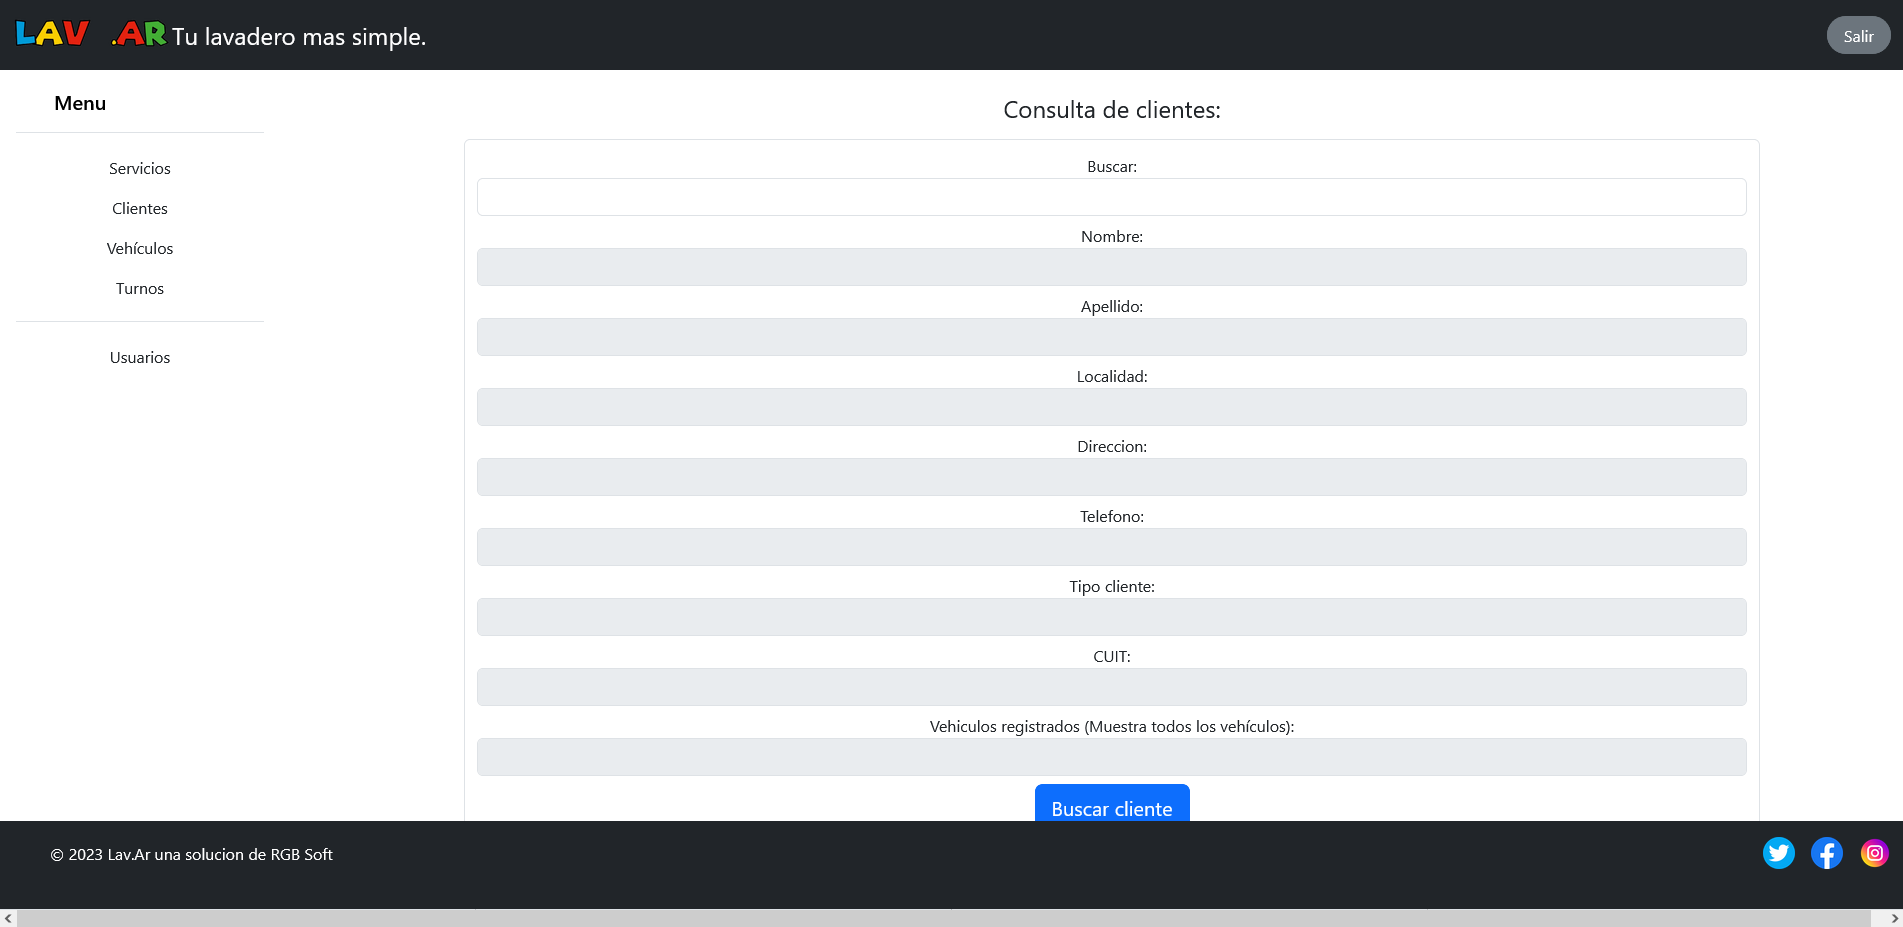 LAV .AR Tu lavadero mas simple.
Salir
Menu
Servicios
Clientes
Vehículos
Turnos
Usuarios
Consulta de clientes:
Buscar:
Nombre:
Apellido:
Localidad:
Direccion:
Telefono:
Tipo cliente:
CUIT:
Vehiculos registrados (Muestra todos los vehículos):
Buscar cliente
© 2023 Lav.Ar una solucion de RGB Soft